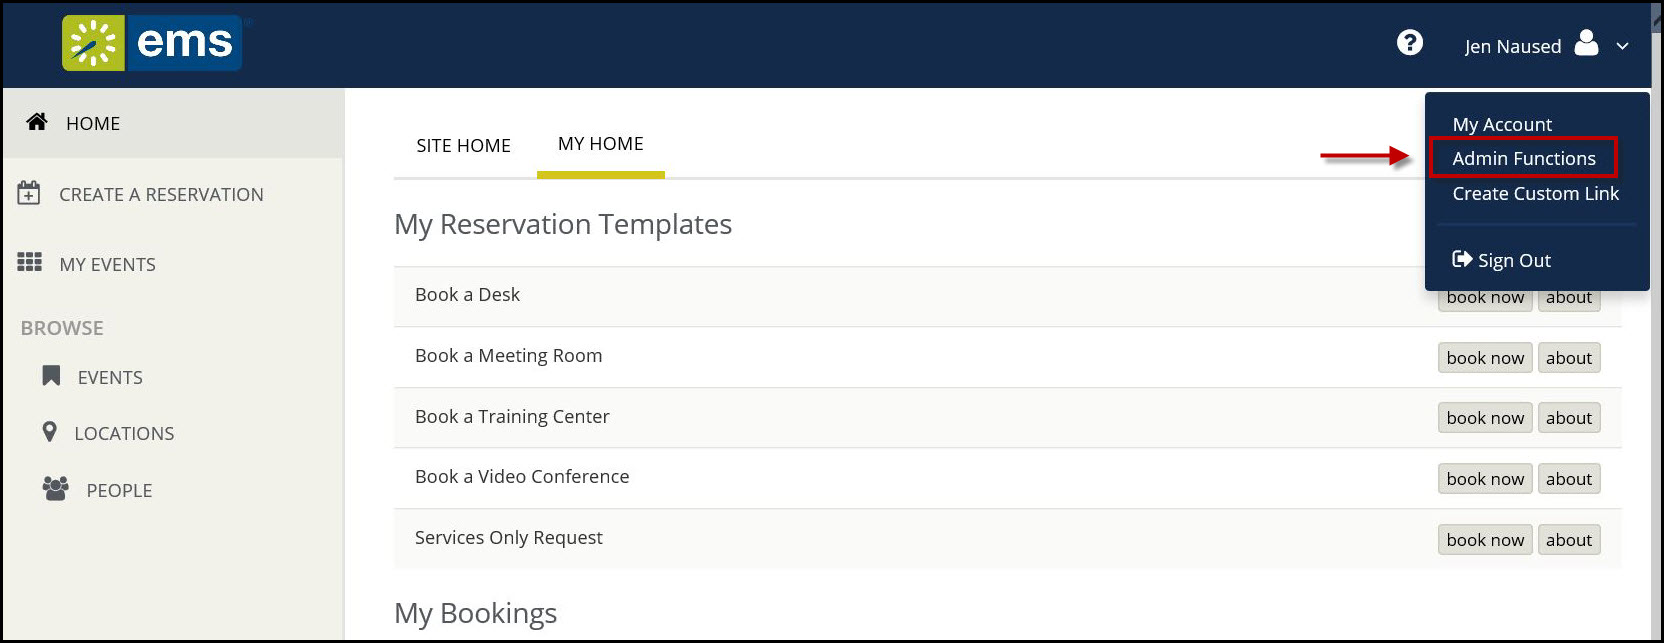 ems
Jen Naused
My Account
Admin Functions
Create Custom Link
Sign Out
HOME
CREATE A RESERVATION
MY EVENTS
BROWSE
EVENTS
LOCATIONS
PEOPLE
SITE HOME MY HOME
My Reservation Templates
Book a Desk book now about
Book a Meeting Room book now about
Book a Training Center book now about
Book a Video Conference book now about
Services Only Request book now about
My Bookings